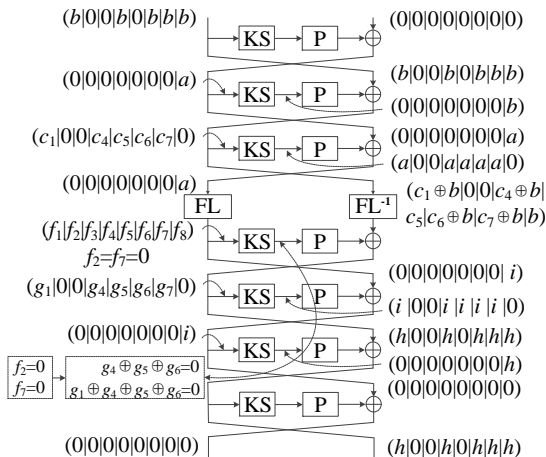 (b|0|0|b|0|b|b|b)
(0|0|0|0|0|0|0|0)
KS P
(b|0|0|b|0|b|b|b)
(0|0|0|0|0|0|0|a)
KS P
(0|0|0|0|0|0|0|b)
(c₁|0|0|c₄|c₅|c₆|c₇|0)
(0|0|0|0|0|0|0|a)
KS P
(a|0|0|a|a|a|a|0)
(0|0|0|0|0|0|0|a)
FL FL⁻¹
(c₁⊕b|0|0|c₄⊕b|
c₅|c₆⊕b|c₇⊕b|b)
(f₁|f₂|f₃|f₄|f₅|f₆|f₇|f₈)
f₂=f₇=0
KS P
(0|0|0|0|0|0|0| i)
(g₁|0|0|g₄|g₅|g₆|g₇|0)
KS P
(i |0|0|i |i |i |i |0)
(0|0|0|0|0|0|0|i)
(h|0|0|h|0|h|h|h)
KS P
(0|0|0|0|0|0|0|h)
f₂=0
f₇=0
g₄⊕g₅⊕g₆=0
g₁⊕g₄⊕g₅⊕g₆=0
(0|0|0|0|0|0|0|0)
KS P
(0|0|0|0|0|0|0|0)
(h|0|0|h|0|h|h|h)